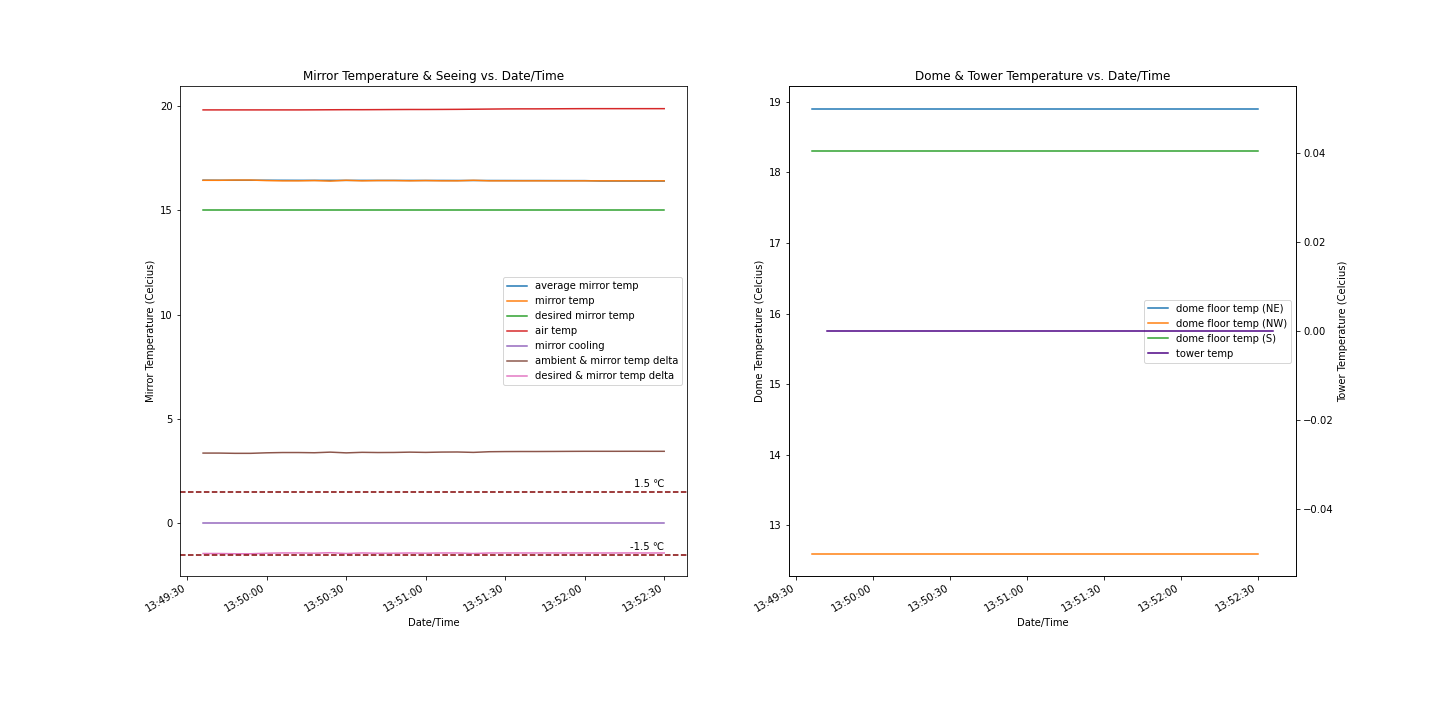 Mirror Temperature & Seeing vs. Date/Time
Mirror Temperature (Celcius)
20
15
10
5
0
average mirror temp
mirror temp
desired mirror temp
air temp
mirror cooling
ambient & mirror temp delta
desired & mirror temp delta
1.5 ℃
-1.5 ℃
13:49:30
13:50:00
13:50:30
13:51:00
13:51:30
13:52:00
13:52:30
Date/Time
Dome & Tower Temperature vs. Date/Time
Dome Temperature (Celcius)
19
18
17
16
15
14
13
dome floor temp (NE)
dome floor temp (NW)
dome floor temp (S)
tower temp
0.04
0.02
0.00
−0.02
−0.04
Tower Temperature (Celcius)
13:49:30
13:50:00
13:50:30
13:51:00
13:51:30
13:52:00
13:52:30
Date/Time